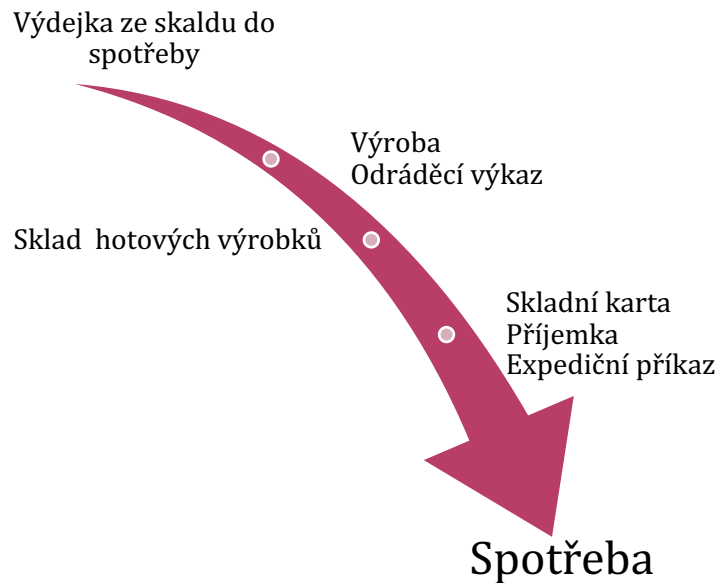 Výdejka ze skaldu do
spotřeby
Výroba
Odráděcí výkaz
Sklad  hotových výrobků
Skladní karta
Příjemka
Expediční příkaz
Spotřeba